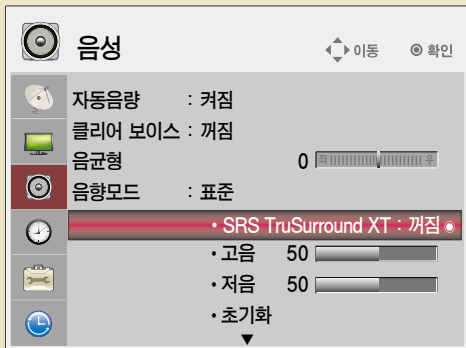 음성
이동 ◉ 확인
자동음량 : 켜짐
클리어 보이스 : 꺼짐
음균형 0 좌 우
음향모드 : 표준
• SRS TruSurround XT : 꺼짐 ◉
• 고음 50
• 저음 50
• 초기화
▼